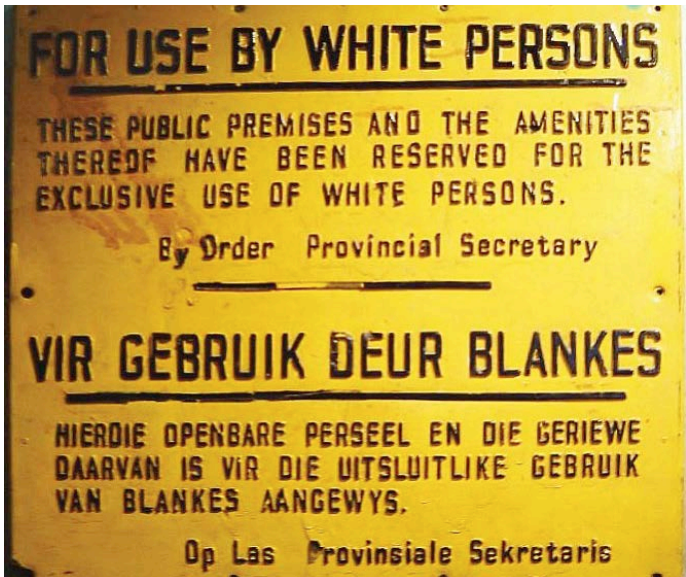 FOR USE BY WHITE PERSONS
THESE PUBLIC PREMISES AND THE AMENITIES
THEREOF HAVE BEEN RESERVED FOR THE
EXCLUSIVE USE OF WHITE PERSONS.
By Order Provincial Secretary
VIR GEBRUIK DEUR BLANKES
HIERDIE OPENBARE PERSEEL EN DIE GERIEWE
DAARVAN IS VIR DIE UITSLUITLIKE GEBRUIK
VAN BLANKES AANGEWYS.
Op Las Provinsiale Sekretaris